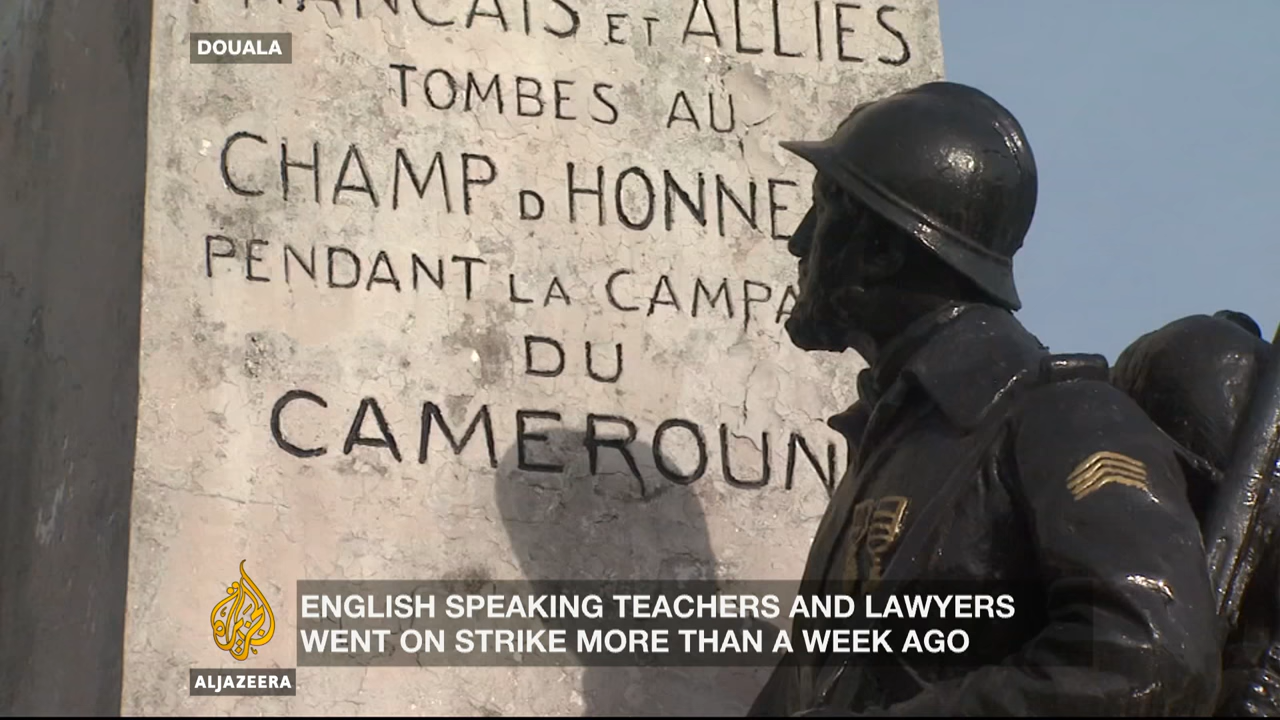 FRANCAIS ET ALLIES
DOUALA
TOMBES AU
CHAMP D HONNE
PENDANT LA CAMPA
DU
CAMEROUN
ENGLISH SPEAKING TEACHERS AND LAWYERS
WENT ON STRIKE MORE THAN A WEEK AGO
ALJAZEERA